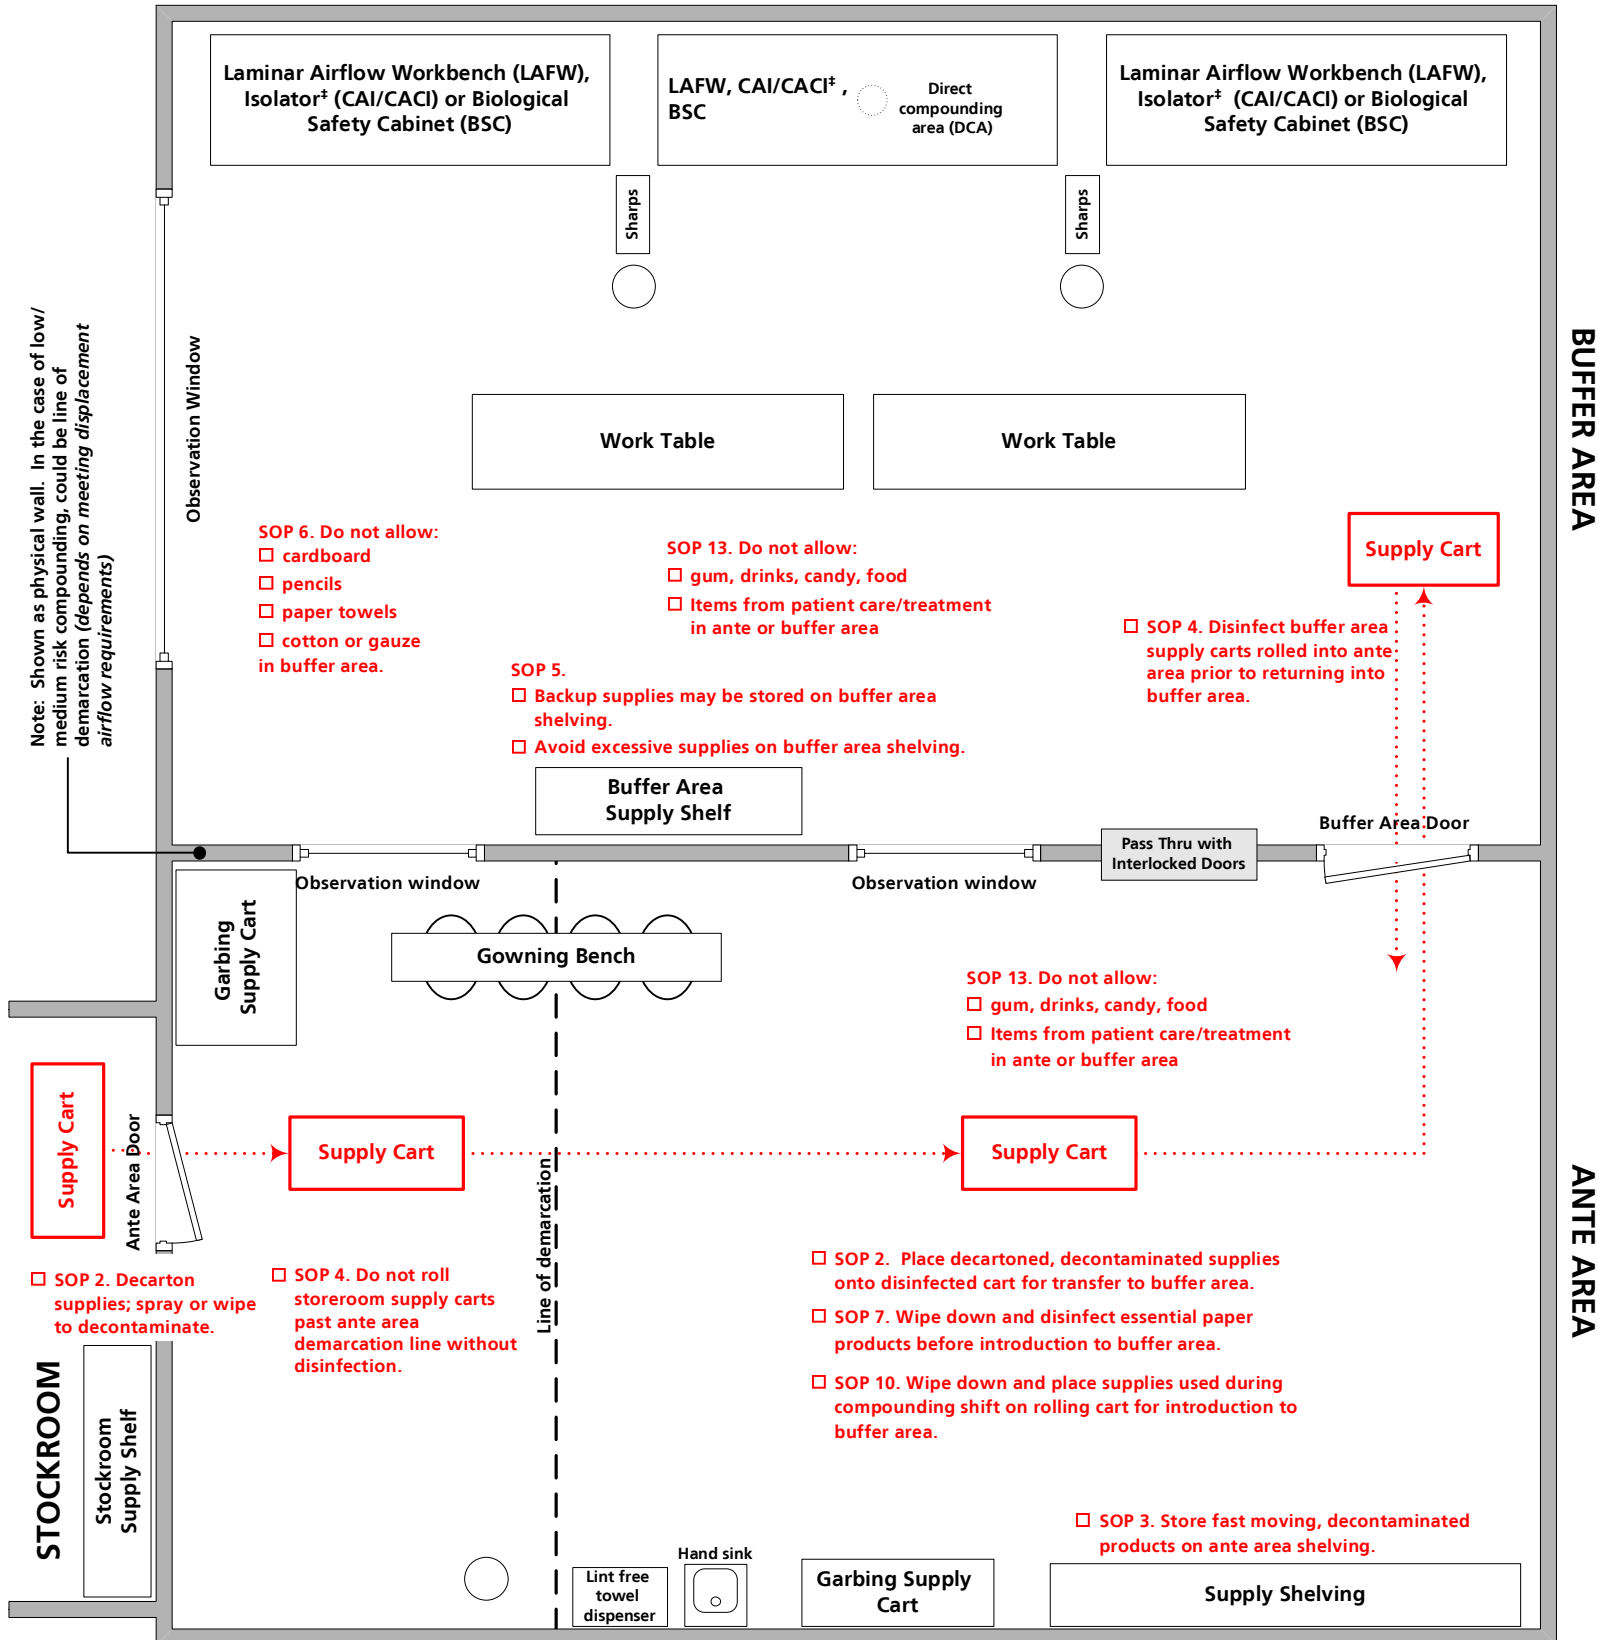 Laminar Airflow Workbench (LAFW),
Isolator‡ (CAI/CACI) or Biological
Safety Cabinet (BSC)
LAFW, CAI/CACI‡ ,
BSC
Direct
compounding
area (DCA)
Laminar Airflow Workbench (LAFW),
Isolator‡ (CAI/CACI) or Biological
Safety Cabinet (BSC)
Sharps
Sharps
Observation Window
Note: Shown as physical wall. In the case of low/
medium risk compounding, could be line of
demarcation (depends on meeting displacement
airflow requirements)
BUFFER AREA
Work Table
Work Table
SOP 6. Do not allow:
cardboard
pencils
paper towels
cotton or gauze
in buffer area.
SOP 13. Do not allow:
gum, drinks, candy, food
Items from patient care/treatment
in ante or buffer area
Supply Cart
SOP 4. Disinfect buffer area
supply carts rolled into ante
area prior to returning into
buffer area.
SOP 5.
Backup supplies may be stored on buffer area
shelving.
Avoid excessive supplies on buffer area shelving.
Buffer Area
Supply Shelf
Buffer Area Door
Pass Thru with
Interlocked Doors
Observation window
Observation window
Garbing
Supply Cart
Gowning Bench
SOP 13. Do not allow:
gum, drinks, candy, food
Items from patient care/treatment
in ante or buffer area
Supply Cart
Ante Area Door
Supply Cart
Line of demarcation
Supply Cart
ANTE AREA
SOP 2. Decarton
supplies; spray or wipe
to decontaminate.
SOP 4. Do not roll
storeroom supply carts
past ante area
demarcation line without
disinfection.
SOP 2. Place decartoned, decontaminated supplies
onto disinfected cart for transfer to buffer area.
SOP 7. Wipe down and disinfect essential paper
products before introduction to buffer area.
SOP 10. Wipe down and place supplies used during
compounding shift on rolling cart for introduction to
buffer area.
STOCKROOM
Stockroom
Supply Shelf
SOP 3. Store fast moving, decontaminated
products on ante area shelving.
Lint free
towel
dispenser
Hand sink
Garbing Supply
Cart
Supply Shelving